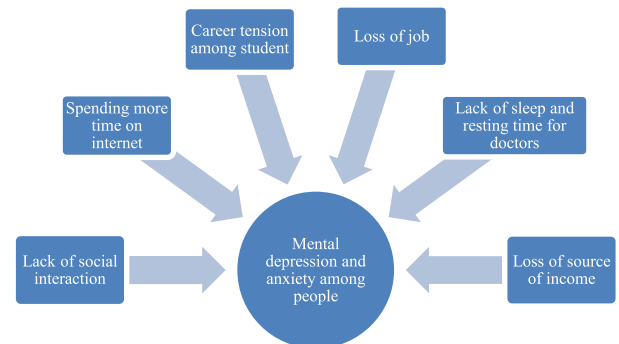 Career tension
among student
Loss of job
Spending more
time on
internet
Lack of sleep and
resting time for
doctors
Lack of social
interaction
Mental
depression and
anxiety among
people
Loss of source
of income